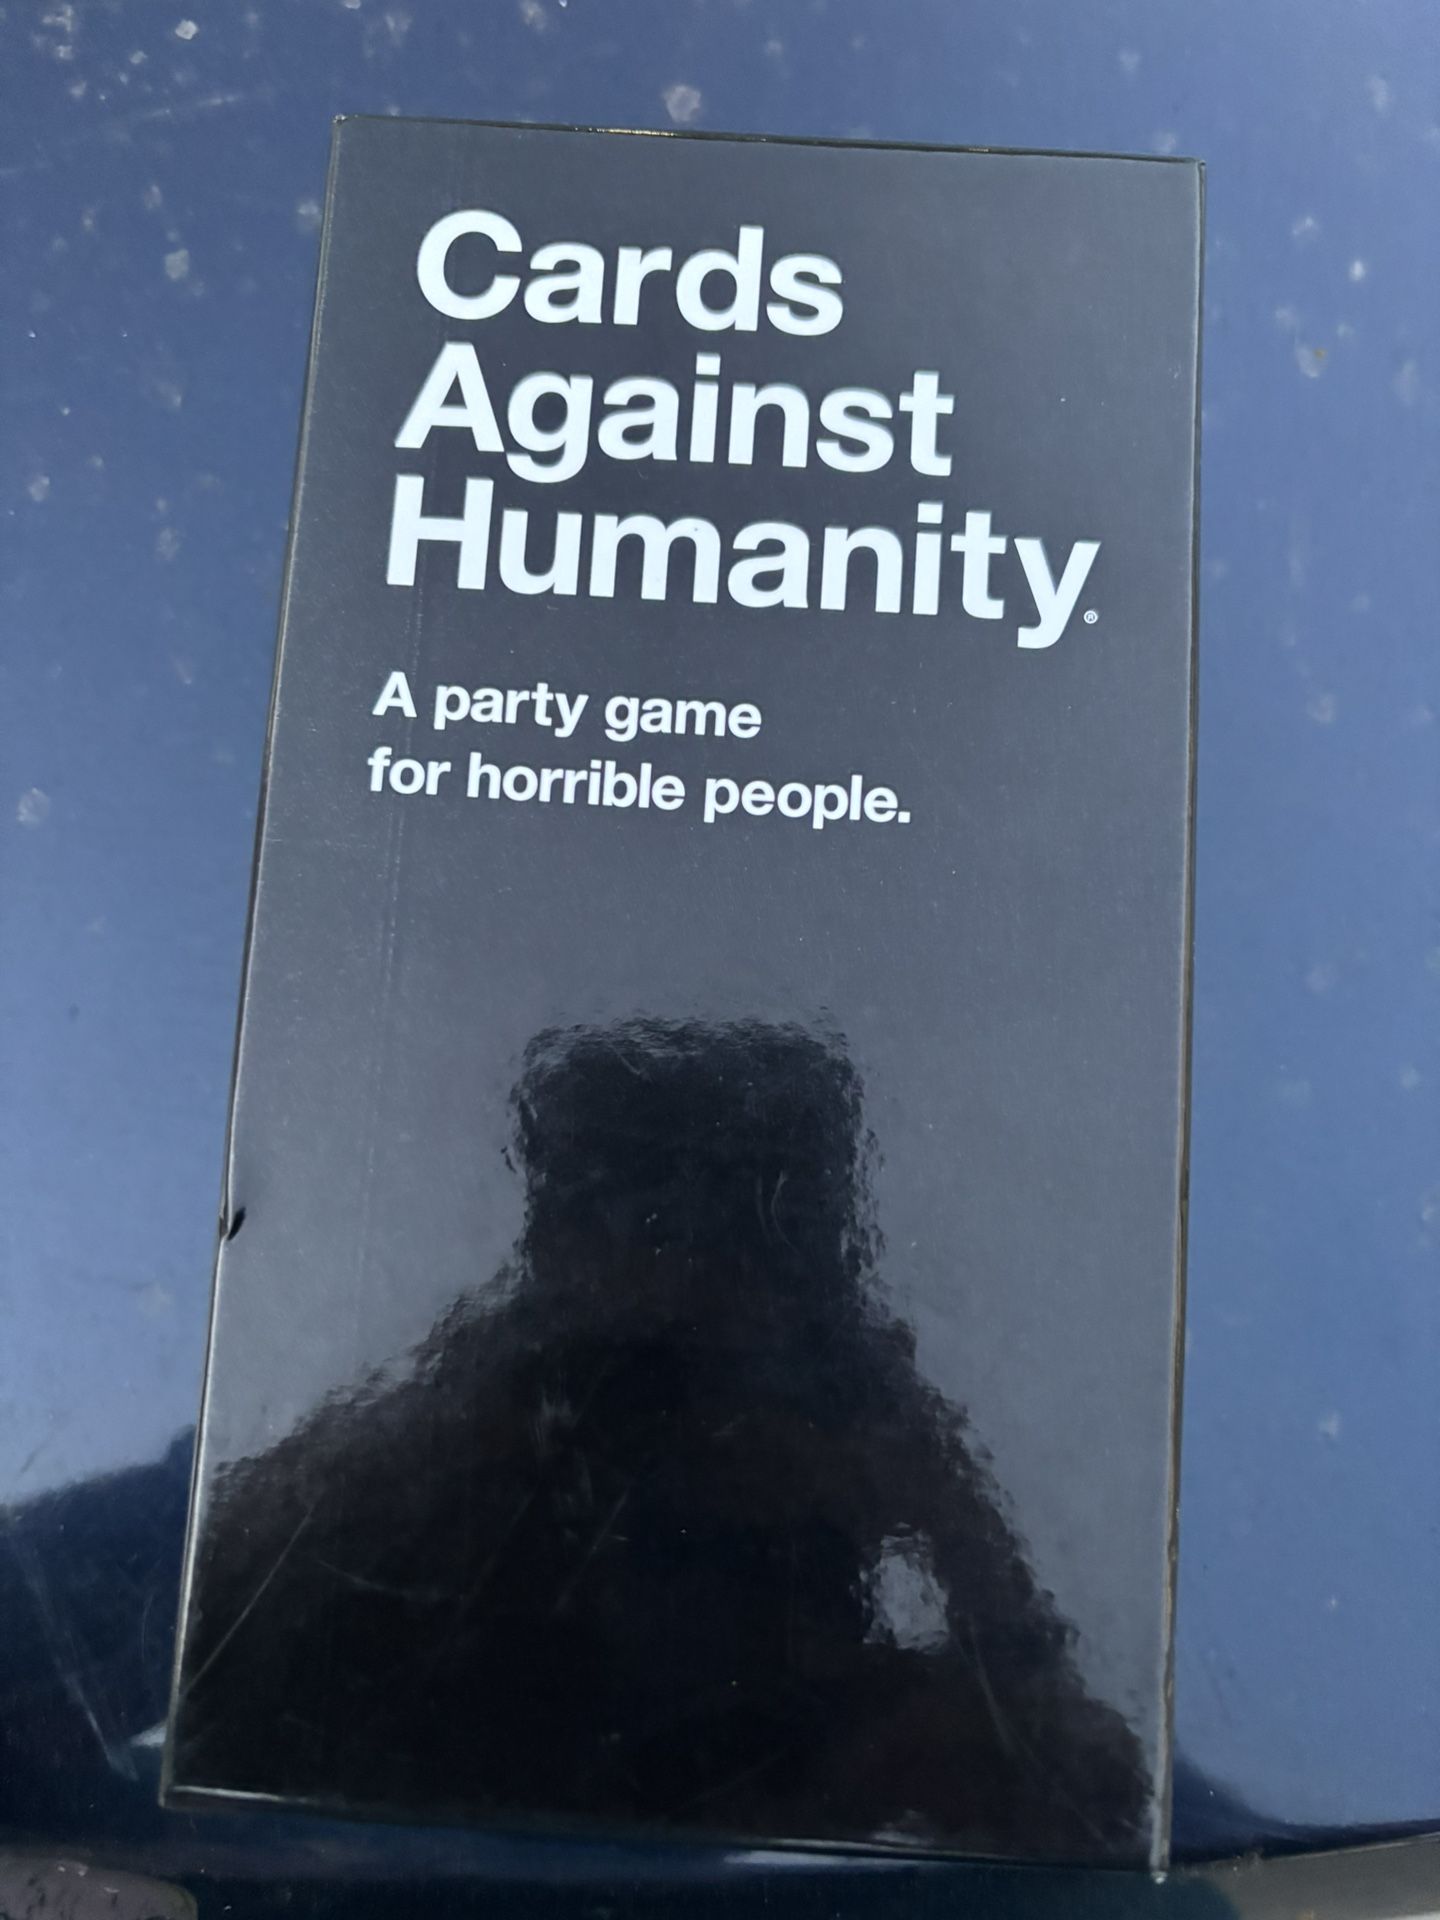 Cards
Against
Humanity®
A party game
for horrible people.